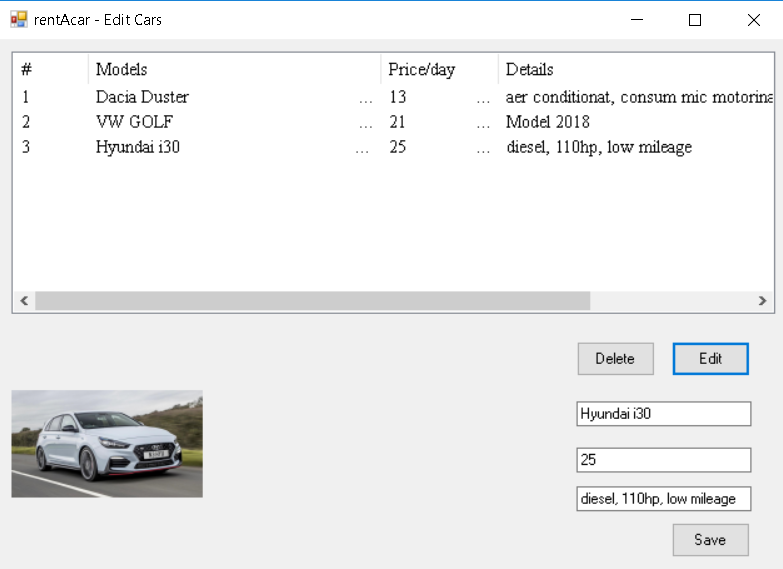 rentAcar - Edit Cars
# Models Price/day Details
1 Dacia Duster ... 13 ... aer conditionat, consum mic motorina
2 VW GOLF ... 21 ... Model 2018
3 Hyundai i30 ... 25 ... diesel, 110hp, low mileage
Delete Edit
Hyundai i30
25
diesel, 110hp, low mileage
Save